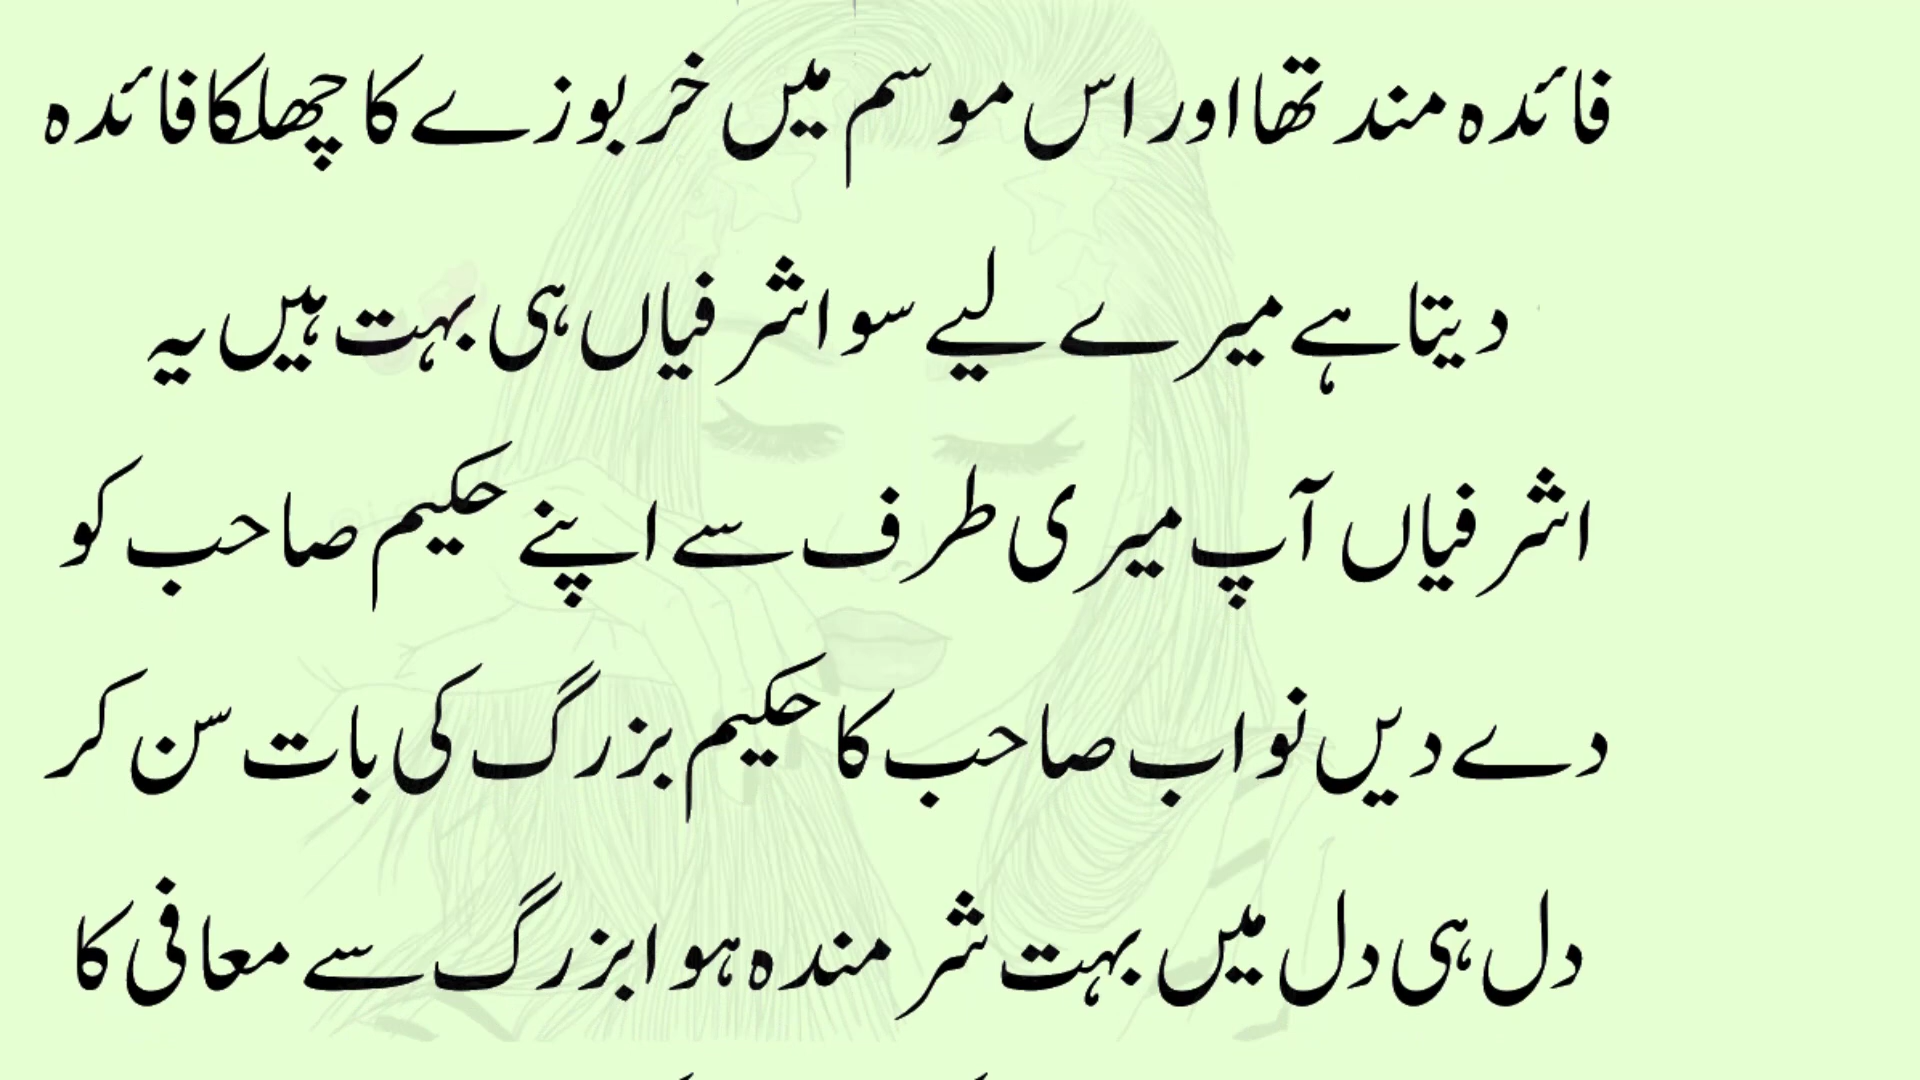 فائدہ مند تھا اور اس موسم میں خربوزے کا چھلکا فائدہ
دیتا ہے میرے لیے سو اشرفیاں ہی بہت ہیں یہ
اشرفیاں آپ میری طرف سے اپنے حکیم صاحب کو
دے دیں نواب صاحب کا حکیم بزرگ کی بات سن کر
دل ہی دل میں بہت شرمندہ ہوا بزرگ سے معافی کا